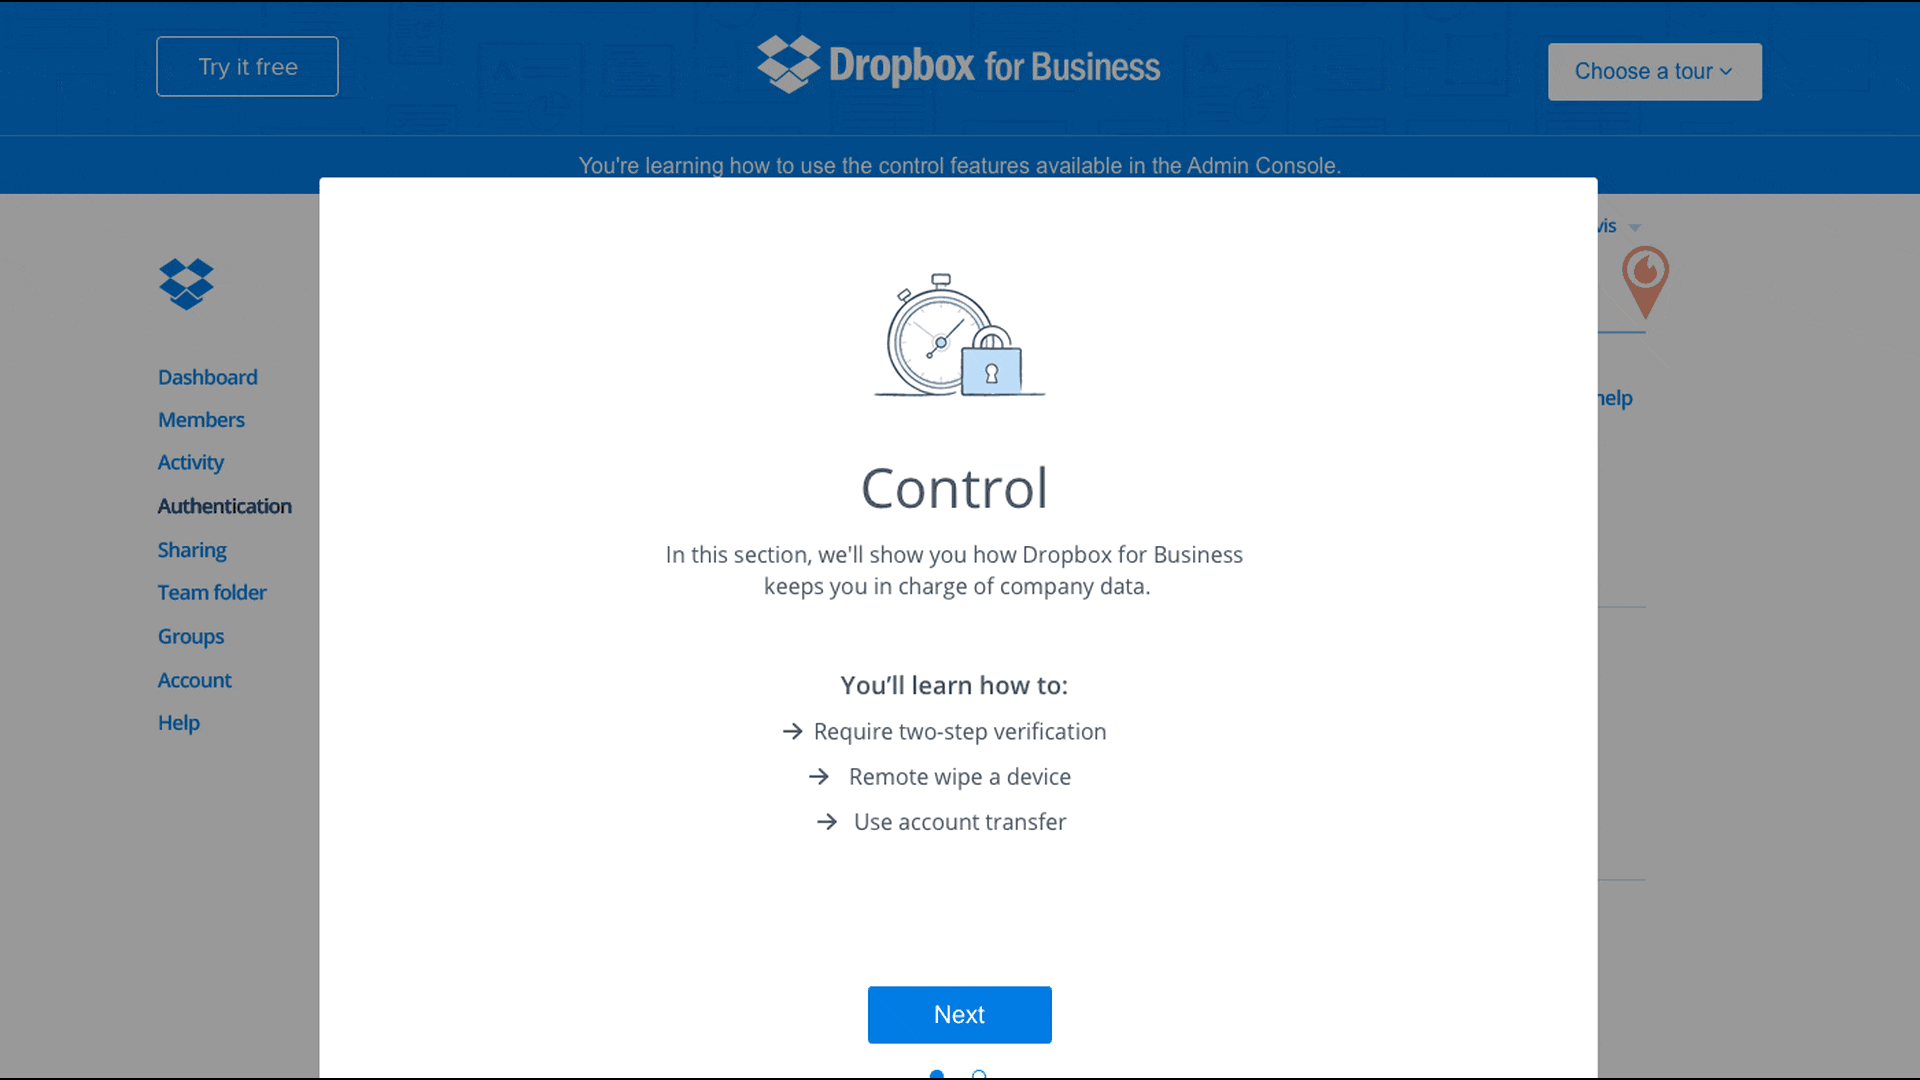 Try it free
Dropbox for Business
Choose a tour
You're learning how to use the control features available in the Admin Console.
vis
help
Dashboard
Members
Activity
Authentication
Sharing
Team folder
Groups
Account
Help
Control
In this section, we'll show you how Dropbox for Business
keeps you in charge of company data.
You’ll learn how to:
→ Require two-step verification
→ Remote wipe a device
→ Use account transfer
Next